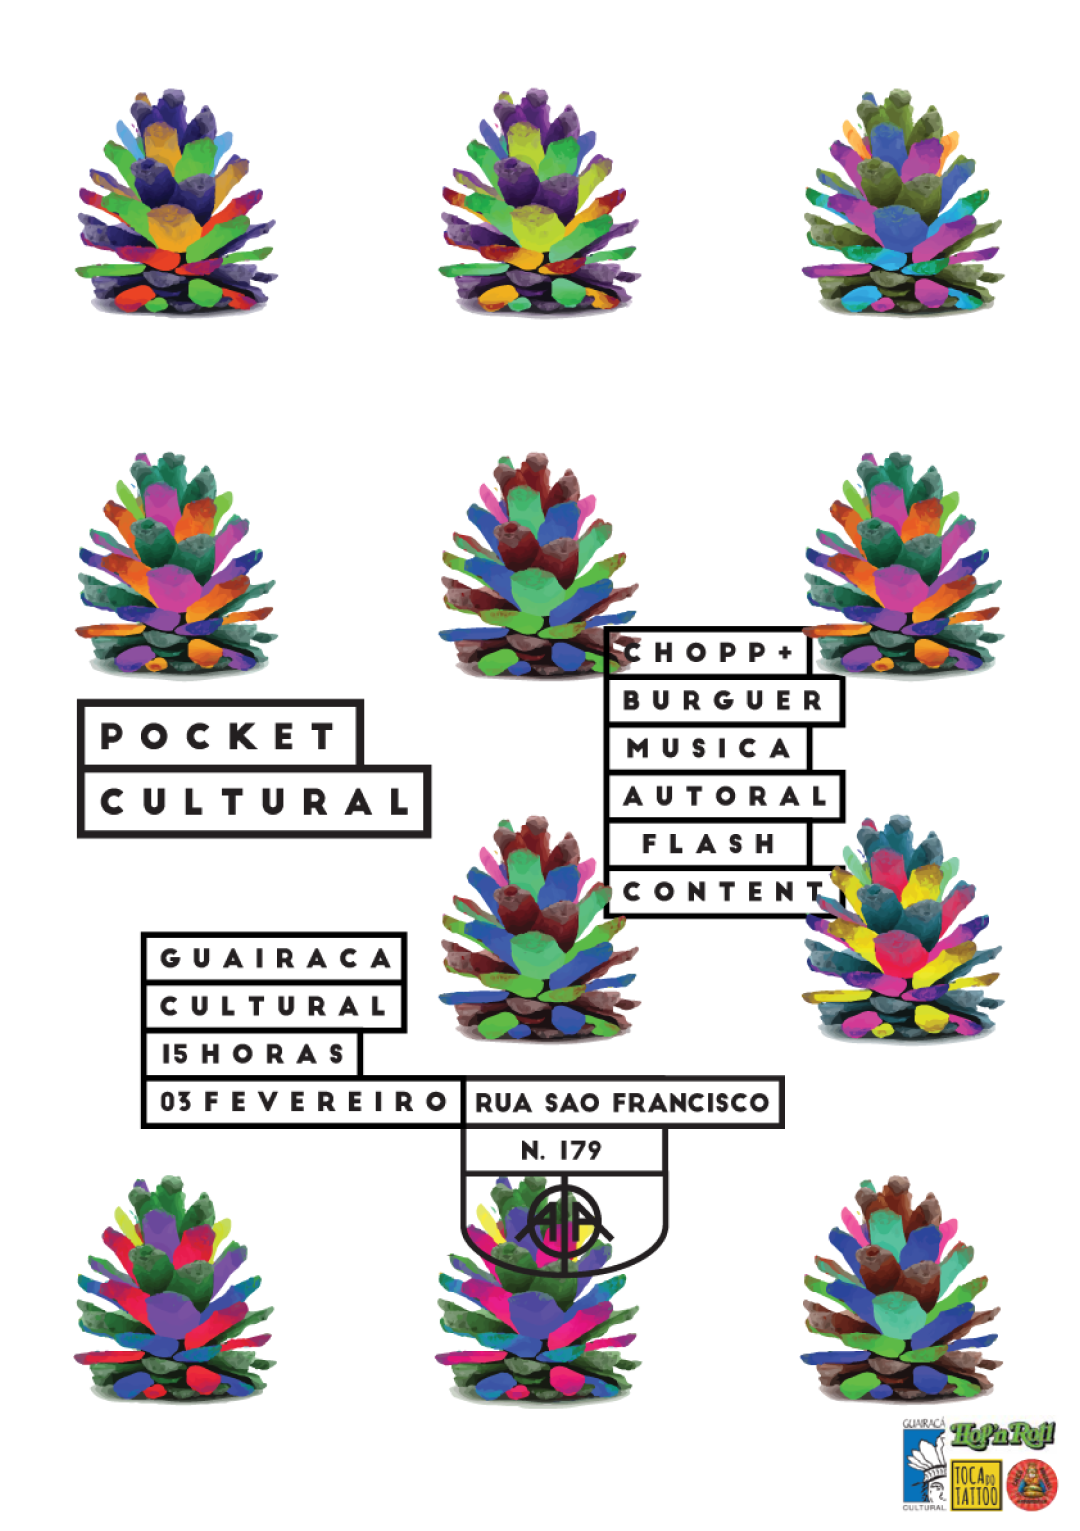 CHOPP+
BURGUER
MUSICA
AUTORAL
FLASH
CONTENT
POCKET
CULTURAL
GUAIRACA
CULTURAL
15 HORAS
03 FEVEREIRO
RUA SAO FRANCISCO
N. 179
GUAIRACÁ
CULTURAL
Hop'n Roll
TOCA DO
TATTOO